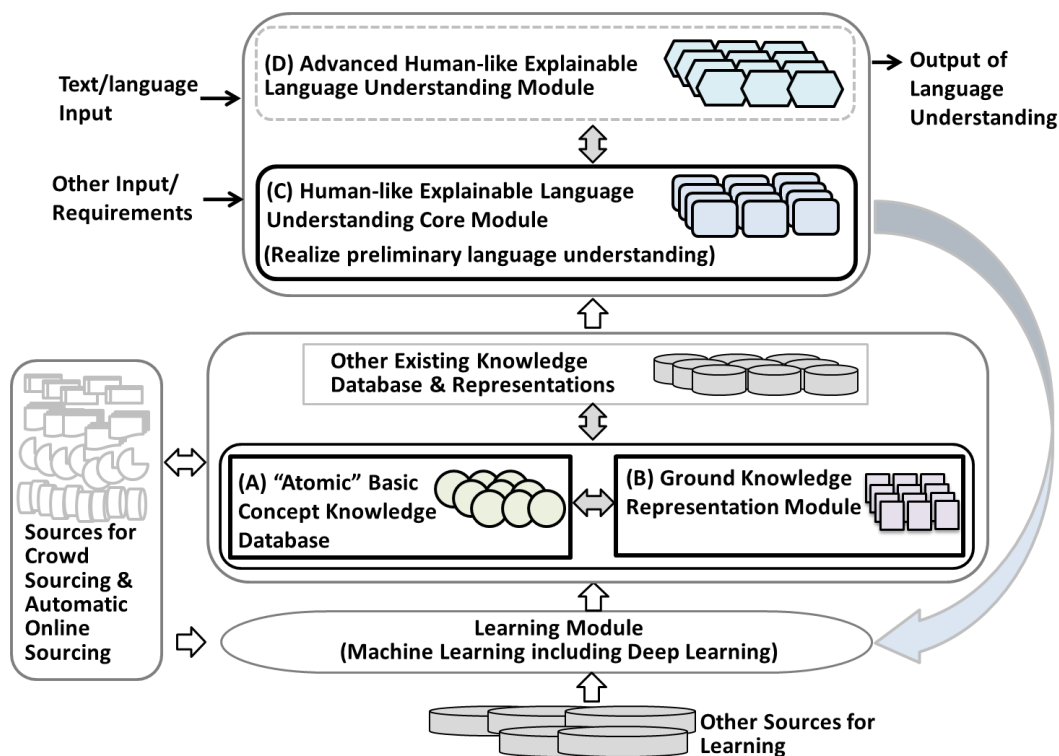 (D) Advanced Human-like Explainable
Language Understanding Module
Text/language
Input
Output of
Language
Understanding
Other Input/
Requirements
(C) Human-like Explainable Language
Understanding Core Module
(Realize preliminary language understanding)
Other Existing Knowledge
Database & Representations
(A) “Atomic” Basic
Concept Knowledge
Database
(B) Ground Knowledge
Representation Module
Sources for
Crowd
Sourcing &
Automatic
Online
Sourcing
Learning Module
(Machine Learning including Deep Learning)
Other Sources for
Learning